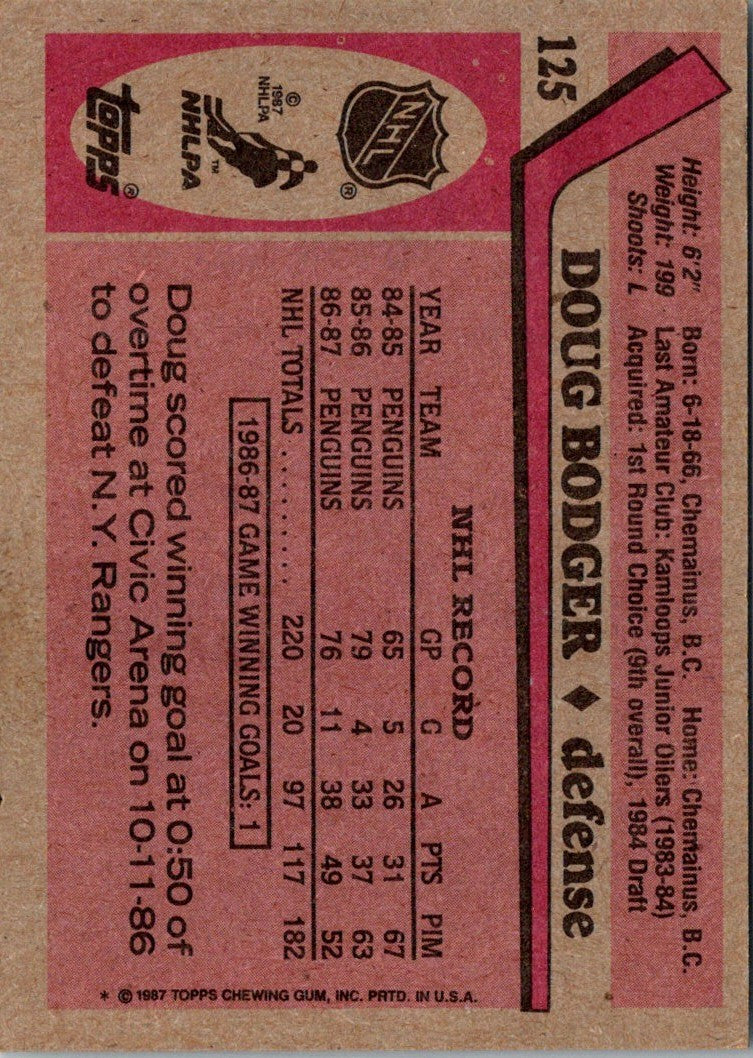 125
Height: 6'2" Born: 6-18-66, Chemainus, B.C. Home: Chemainus, B.C.
Weight: 199 Last Amateur Club: Kamloops Junior Oilers (1983-84)
Shoots: L Acquired: 1st Round Choice (9th overall), 1984 Draft
DOUG BODGER ♦ defense
NHL
®
© 1987 NHLPA
™
NHLPA
TOPPS®
NHL RECORD
YEAR TEAM GP G A PTS PIM
84-85 PENGUINS 65 5 26 31 67
85-86 PENGUINS 79 4 33 37 63
86-87 PENGUINS 76 11 38 49 52
NHL TOTALS .......... 220 20 97 117 182
1986-87 GAME WINNING GOALS: 1
Doug scored winning goal at 0:50 of
overtime at Civic Arena on 10-11-86
to defeat N.Y. Rangers.
* © 1987 TOPPS CHEWING GUM, INC. PRTD. IN U.S.A.